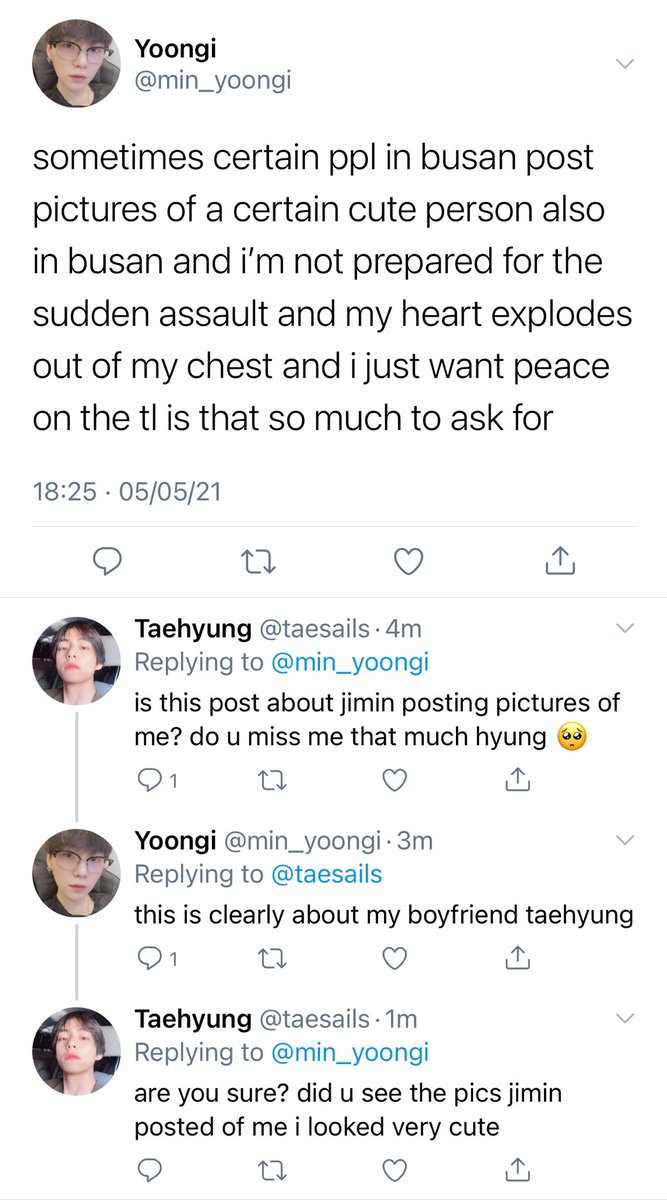 Yoongi
@min_yoongi
sometimes certain ppl in busan post
pictures of a certain cute person also
in busan and i’m not prepared for the
sudden assault and my heart explodes
out of my chest and i just want peace
on the tl is that so much to ask for
18:25 · 05/05/21
Taehyung @taesails · 4m
Replying to @min_yoongi
is this post about jimin posting pictures of
me? do u miss me that much hyung 🥺
1
Yoongi @min_yoongi · 3m
Replying to @taesails
this is clearly about my boyfriend taehyung
1
Taehyung @taesails · 1m
Replying to @min_yoongi
are you sure? did u see the pics jimin
posted of me i looked very cute